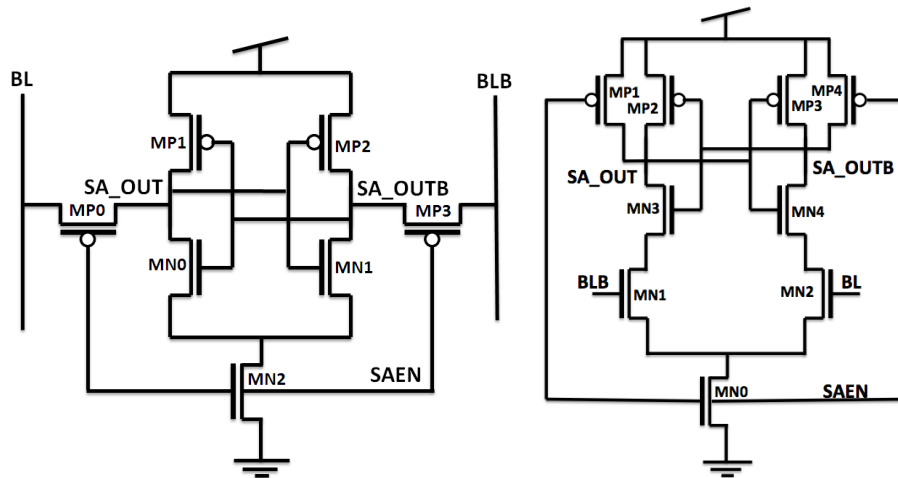 BL
BLB
MP1
MP2
SA_OUT
SA_OUTB
MP0
MP3
MN0
MN1
MN2
SAEN
MP1
MP2
MP4
MP3
SA_OUT
SA_OUTB
MN3
MN4
BLB
MN1
MN2
BL
MN0
SAEN